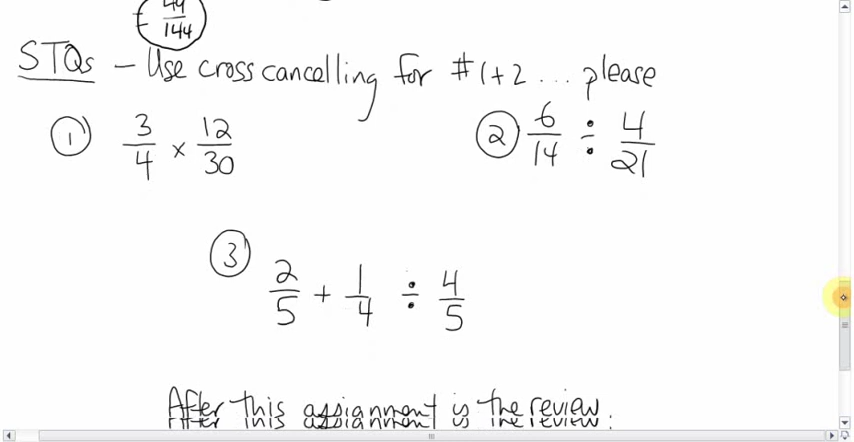 = 49/144
STQs - Use cross cancelling for # 1+2 ... please
① 3/4 × 12/30
② 6/14 ÷ 4/21
③ 2/5 + 1/4 ÷ 4/5
After this assignment is the review.